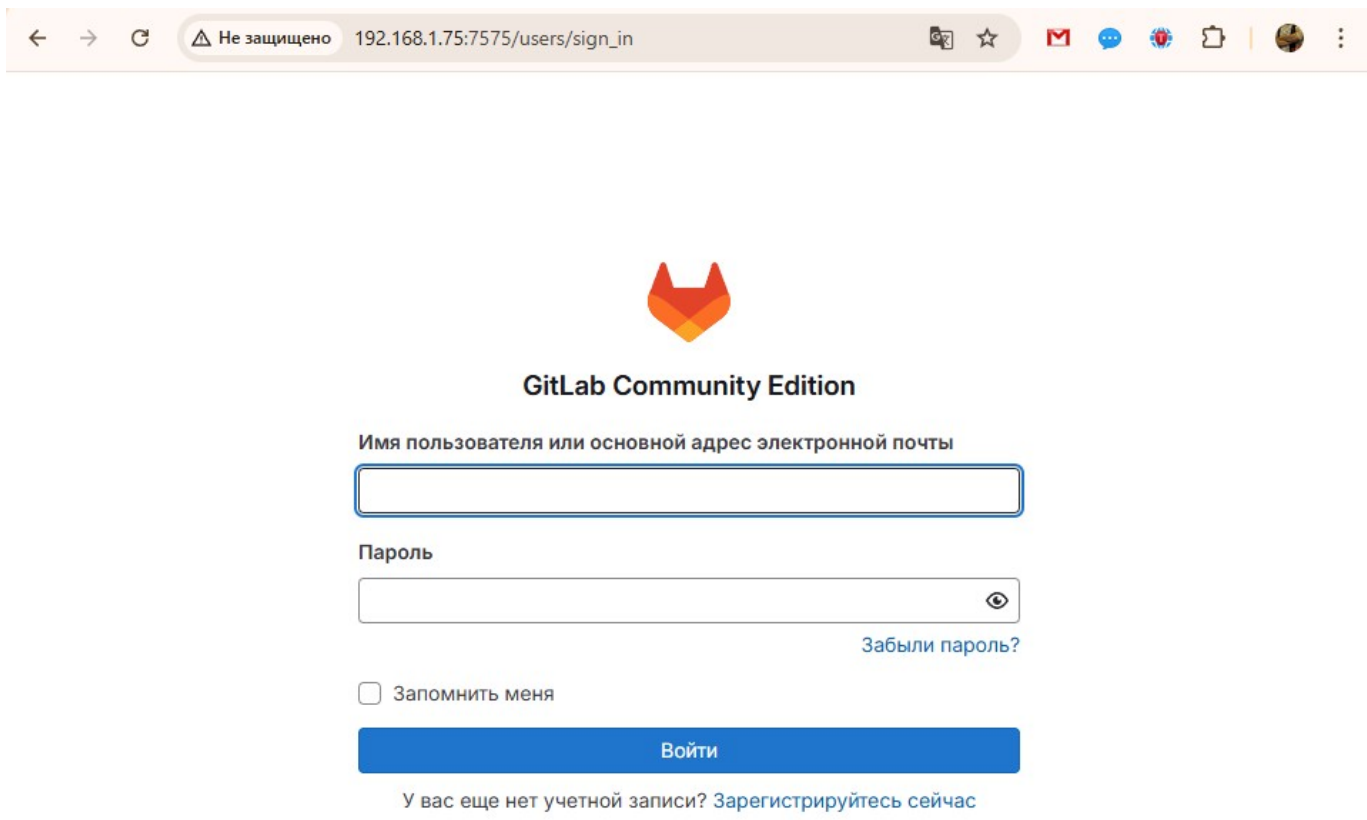 Не защищено 192.168.1.75:7575/users/sign_in
GitLab Community Edition
Имя пользователя или основной адрес электронной почты
Пароль
Забыли пароль?
Запомнить меня
Войти
У вас еще нет учетной записи? Зарегистрируйтесь сейчас